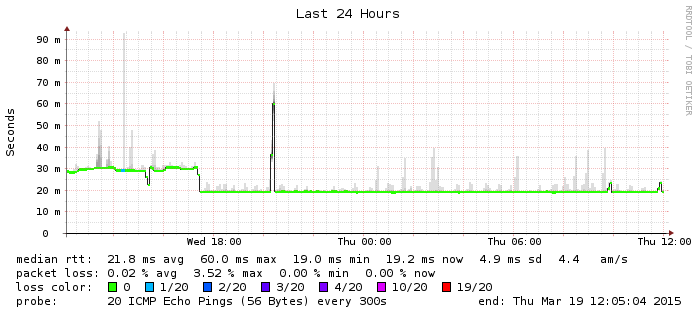 Last 24 Hours
RRDTOOL / TOBI OETIKER
Seconds
90 m
80 m
70 m
60 m
50 m
40 m
30 m
20 m
10 m
0
Wed 18:00 Thu 00:00 Thu 06:00 Thu 12:00
median rtt: 21.8 ms avg 60.0 ms max 19.0 ms min 19.2 ms now 4.9 ms sd 4.4 am/s
packet loss: 0.02 % avg 3.52 % max 0.00 % min 0.00 % now
loss color: 0 1/20 2/20 3/20 4/20 10/20 19/20
probe: 20 ICMP Echo Pings (56 Bytes) every 300s end: Thu Mar 19 12:05:04 2015